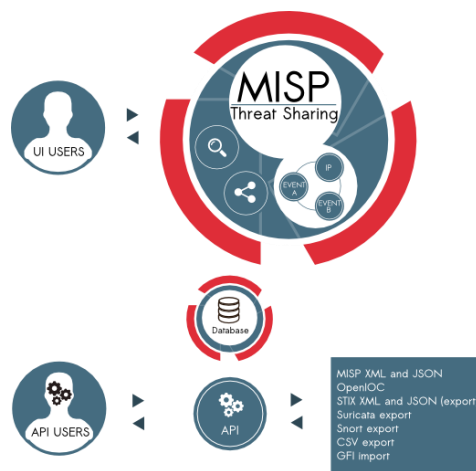 MISP
Threat Sharing
UI USERS
IP
EVENT
A
EVENT
B
Database
API USERS
API
MISP XML and JSON
OpenIOC
STIX XML and JSON (export
Suricata export
Snort export
CSV export
GFI import